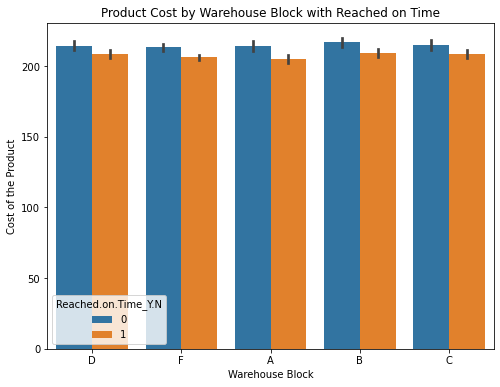 Product Cost by Warehouse Block with Reached on Time
Cost of the Product
200
150
100
50
0
Reached.on.Time_Y.N
0
1
D F A B C
Warehouse Block